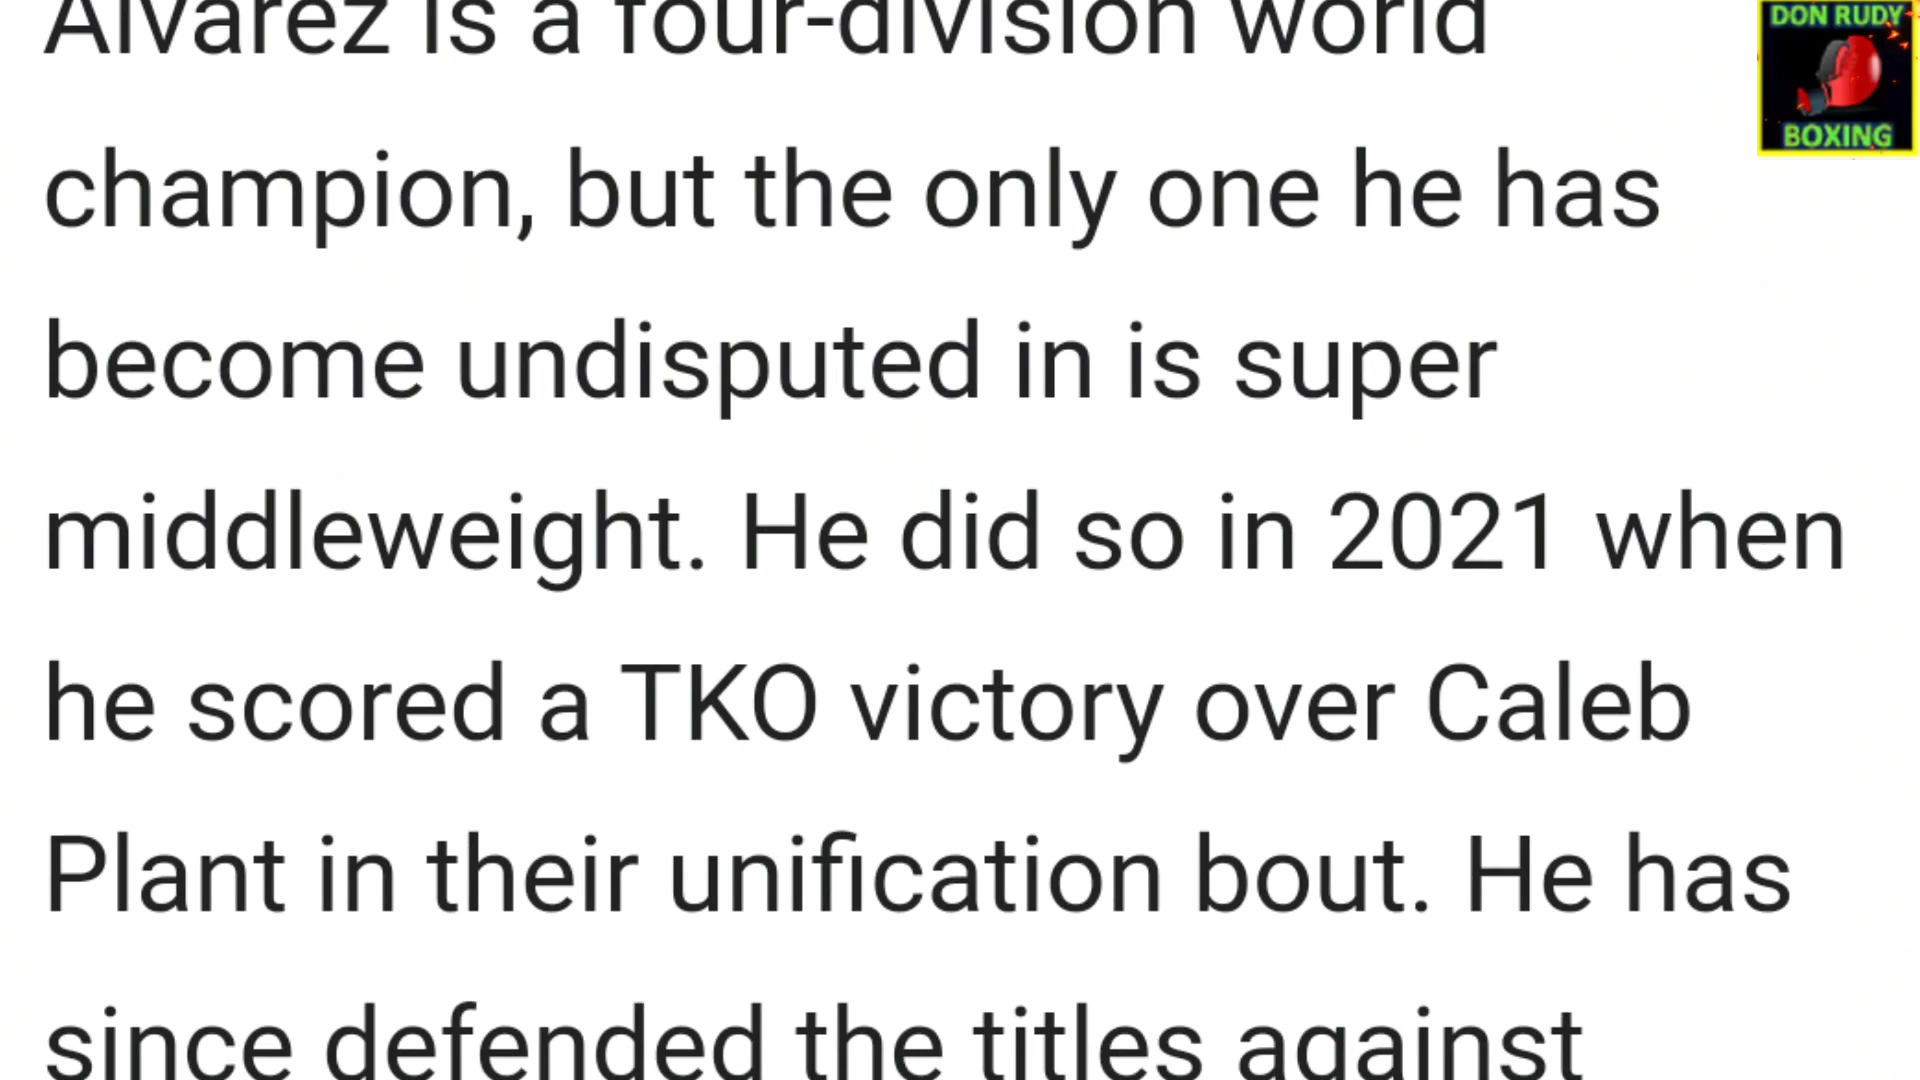 Alvarez is a four-division world
champion, but the only one he has
become undisputed in is super
middleweight. He did so in 2021 when
he scored a TKO victory over Caleb
Plant in their unification bout. He has
since defended the titles against
DON RUDY
BOXING